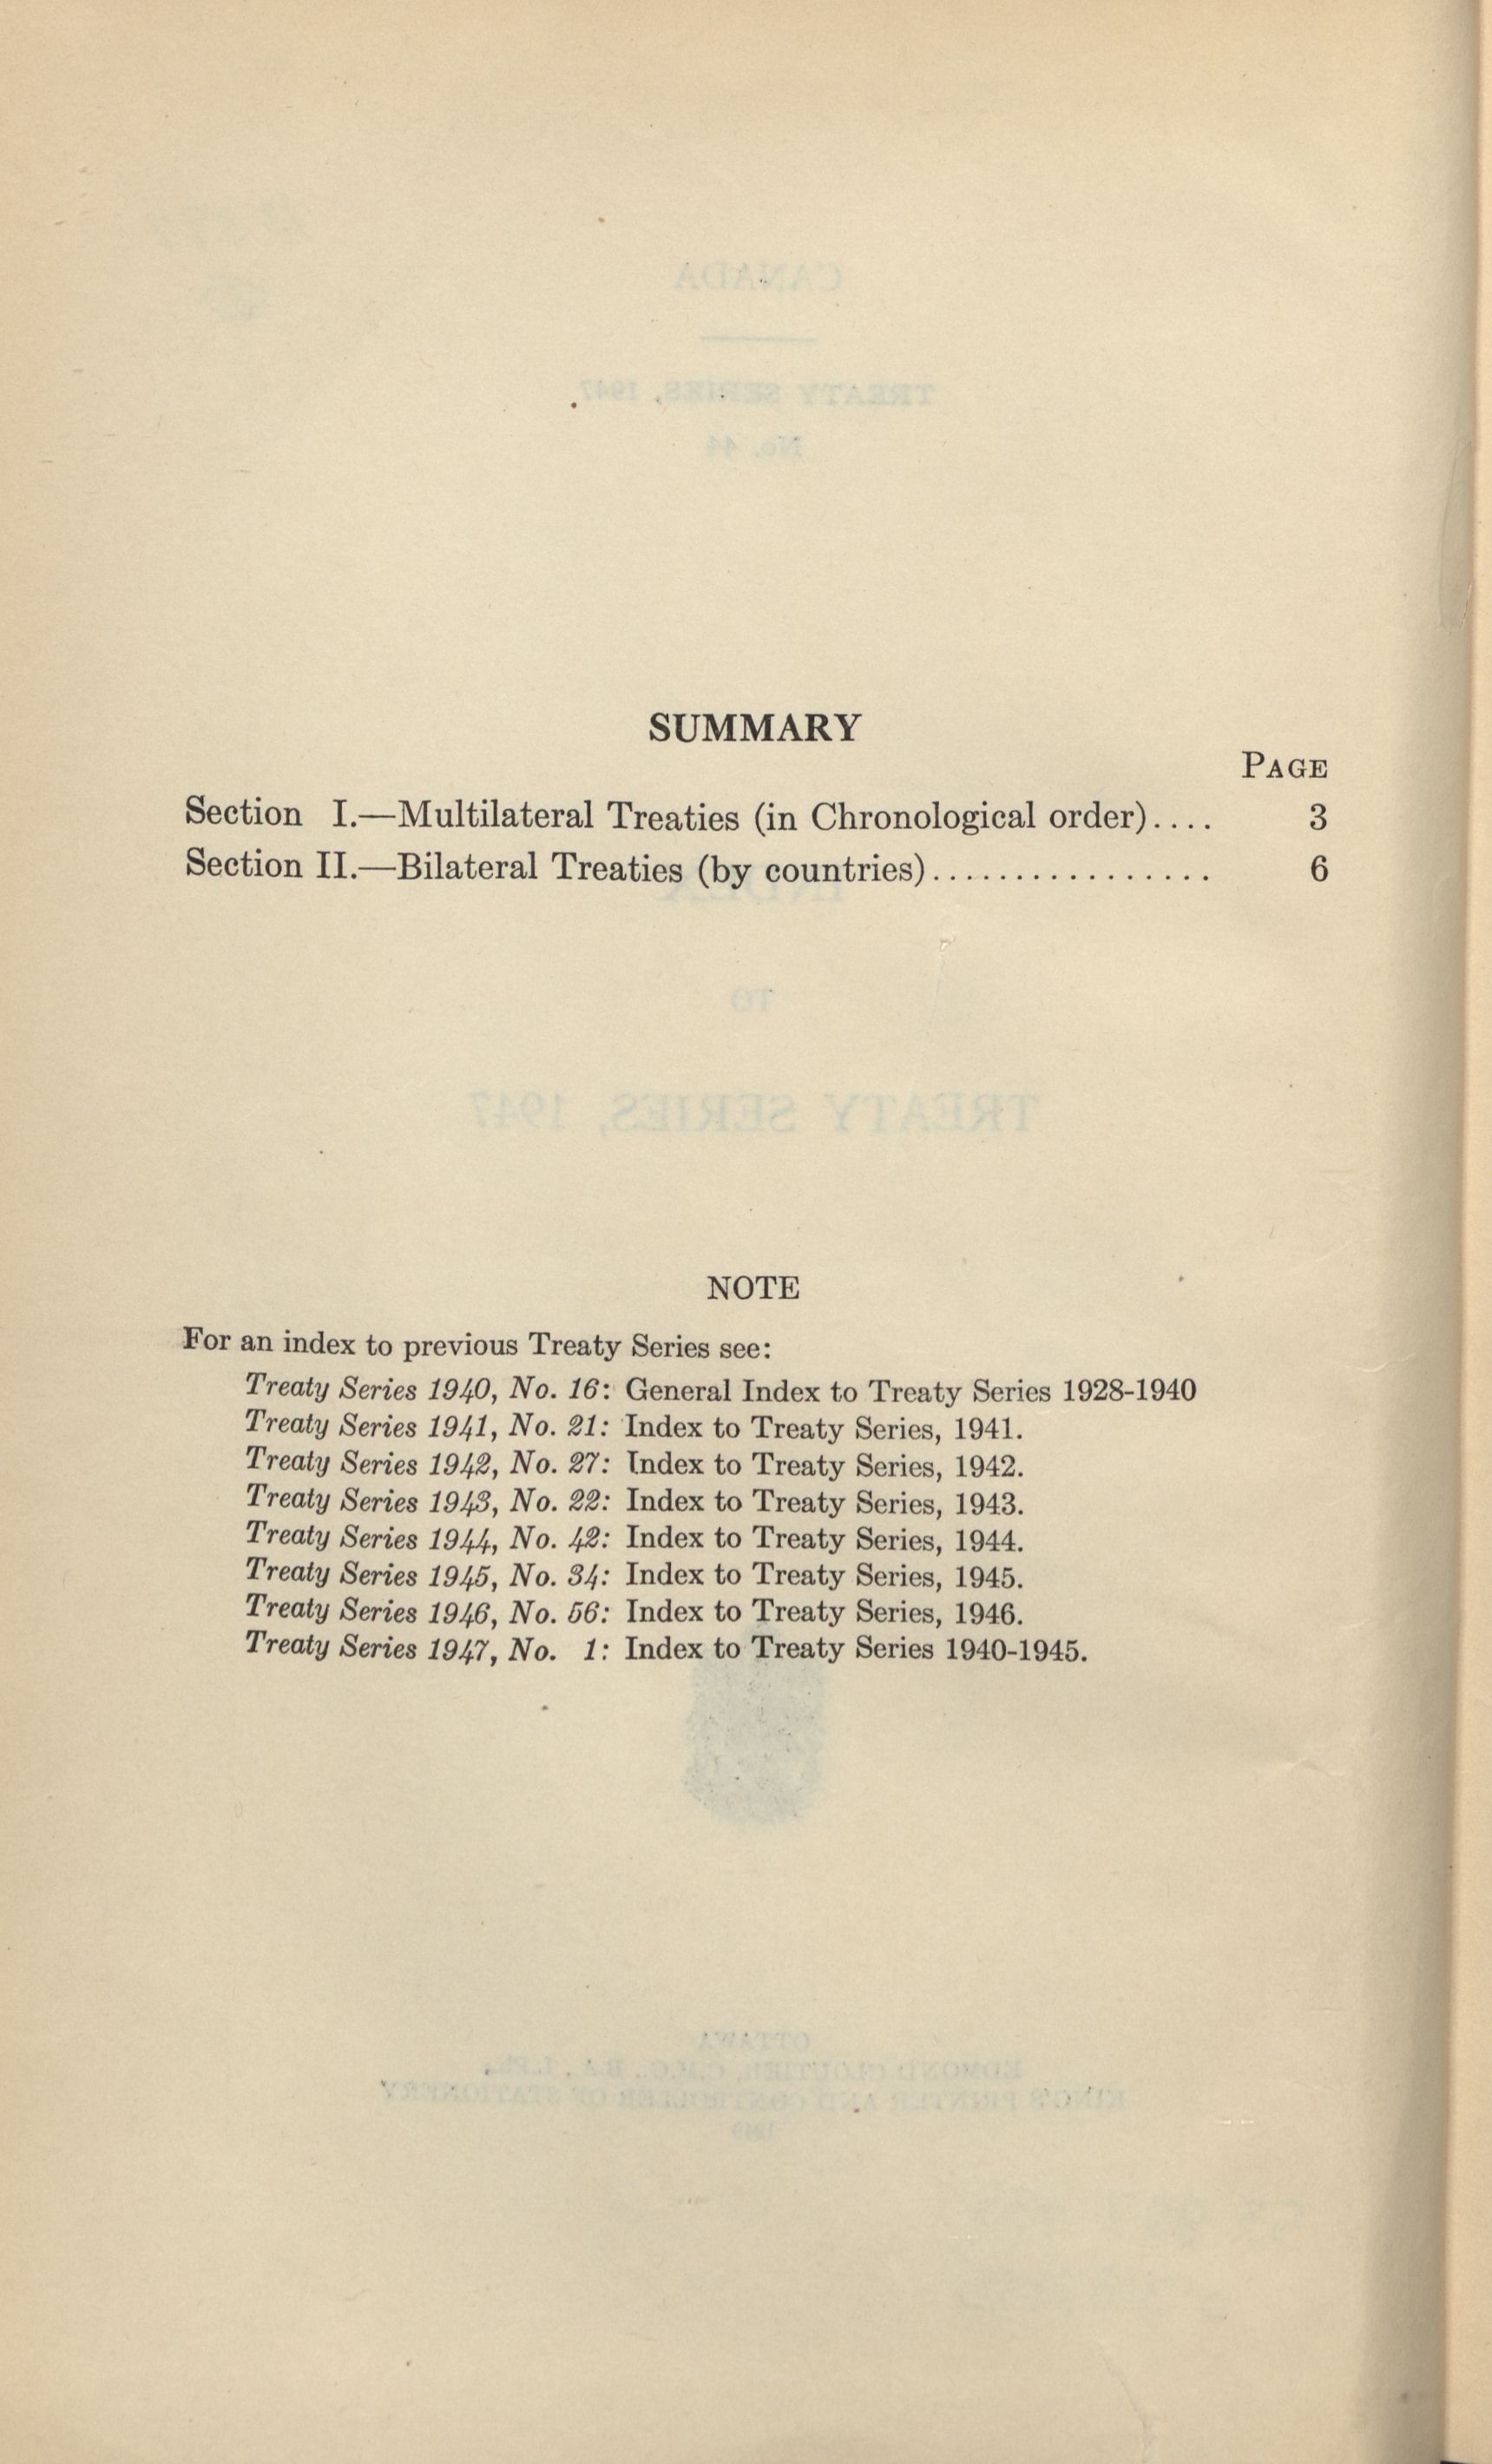 SUMMARY
PAGE
Section I.—Multilateral Treaties (in Chronological order).... 3
Section II.—Bilateral Treaties (by countries)................ 6
NOTE
For an index to previous Treaty Series see:
Treaty Series 1940, No. 16: General Index to Treaty Series 1928-1940
Treaty Series 1941, No. 21: Index to Treaty Series, 1941.
Treaty Series 1942, No. 27: Index to Treaty Series, 1942.
Treaty Series 1943, No. 22: Index to Treaty Series, 1943.
Treaty Series 1944, No. 42: Index to Treaty Series, 1944.
Treaty Series 1945, No. 34: Index to Treaty Series, 1945.
Treaty Series 1946, No. 56: Index to Treaty Series, 1946.
Treaty Series 1947, No. 1: Index to Treaty Series 1940-1945.